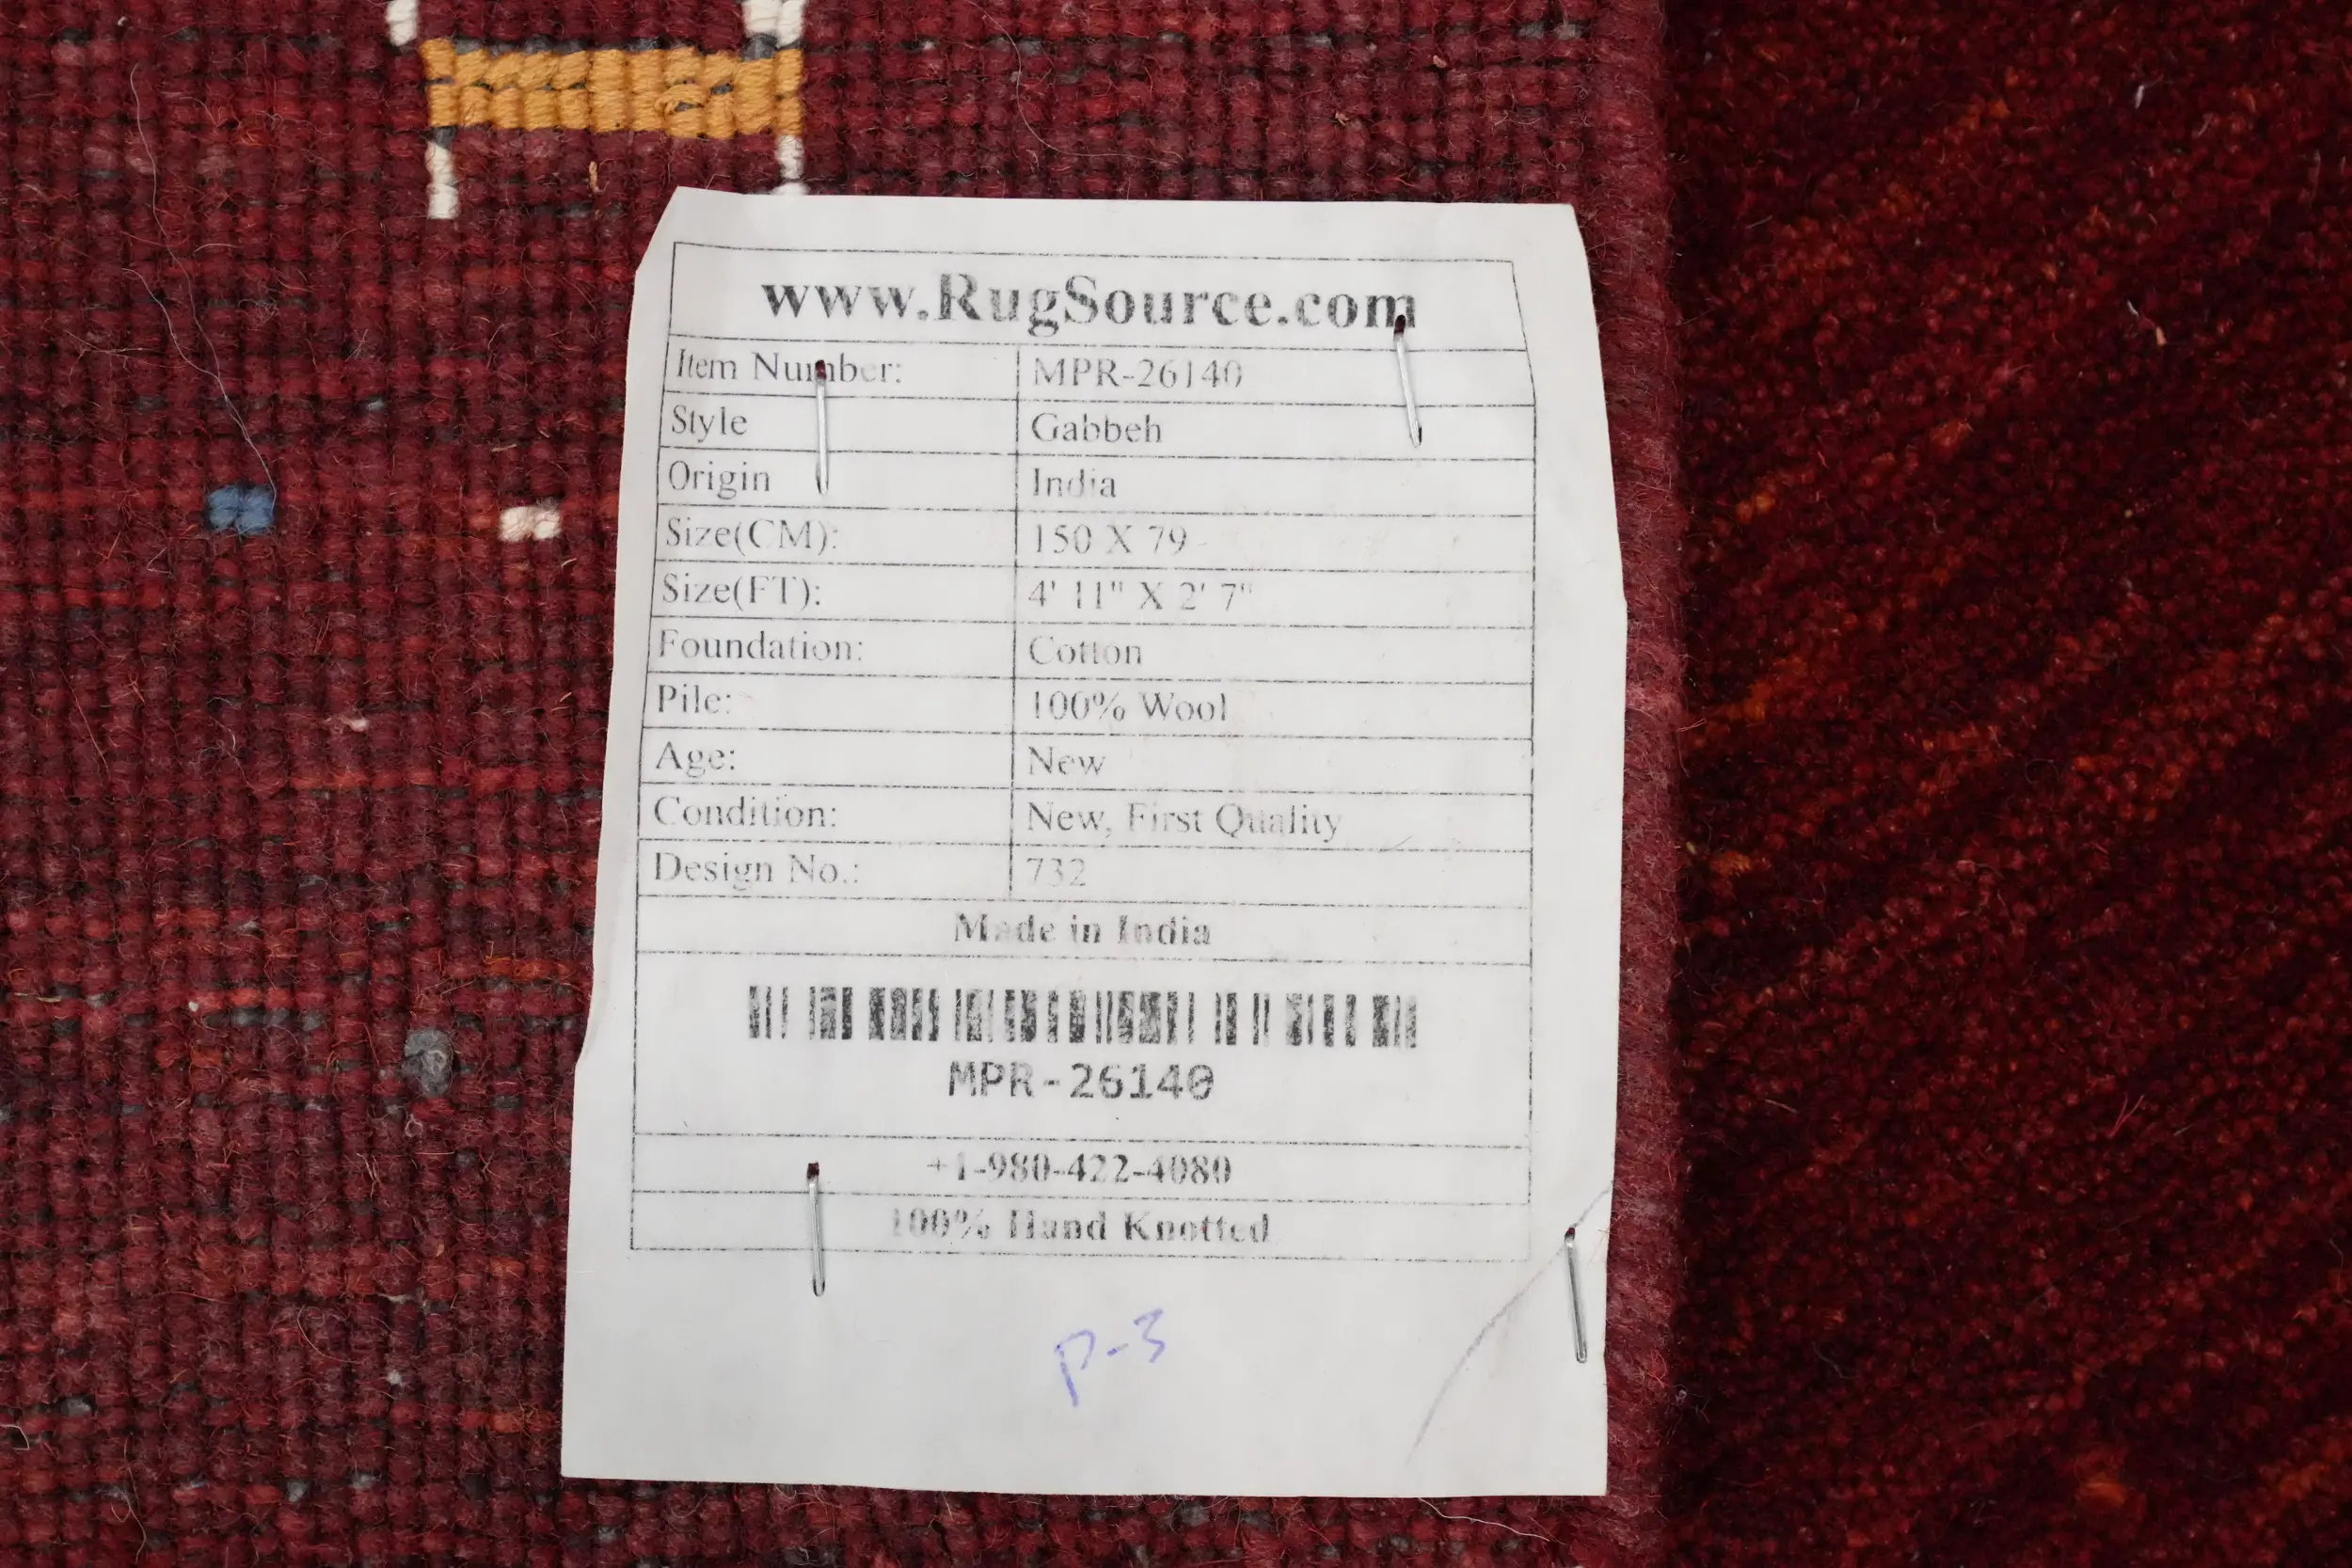 www.RugSource.com
Item Number: MPR-26140
Style Gabbeh
Origin India
Size(CM): 150 X 79
Size(FT): 4' 11" X 2' 7"
Foundation: Cotton
Pile: 100% Wool
Age: New
Condition: New, First Quality
Design No.: 732
Made in India
MPR-26140
+1-980-422-4080
100% Hand Knotted
P-3